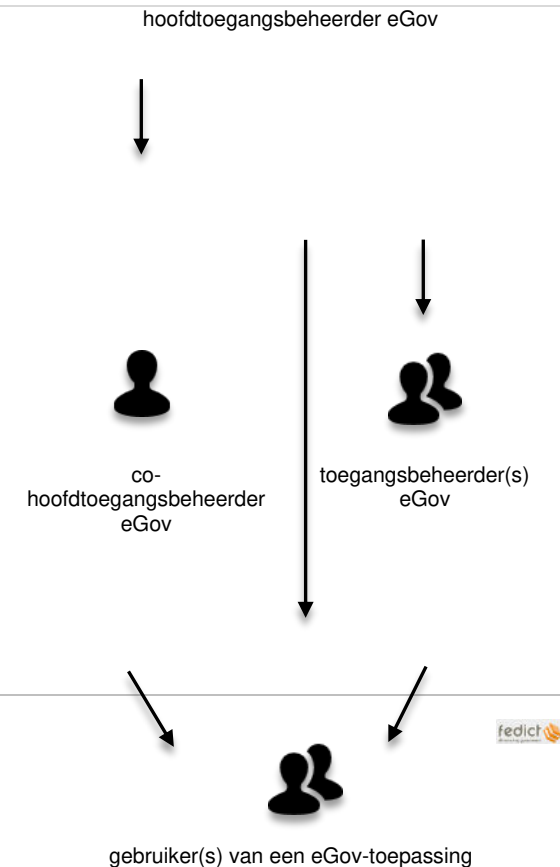 hoofdtoegangsbeheerder eGov
co-
hoofdtoegangsbeheerder
eGov
toegangsbeheerder(s)
eGov
fedict
gebruiker(s) van een eGov-toepassing